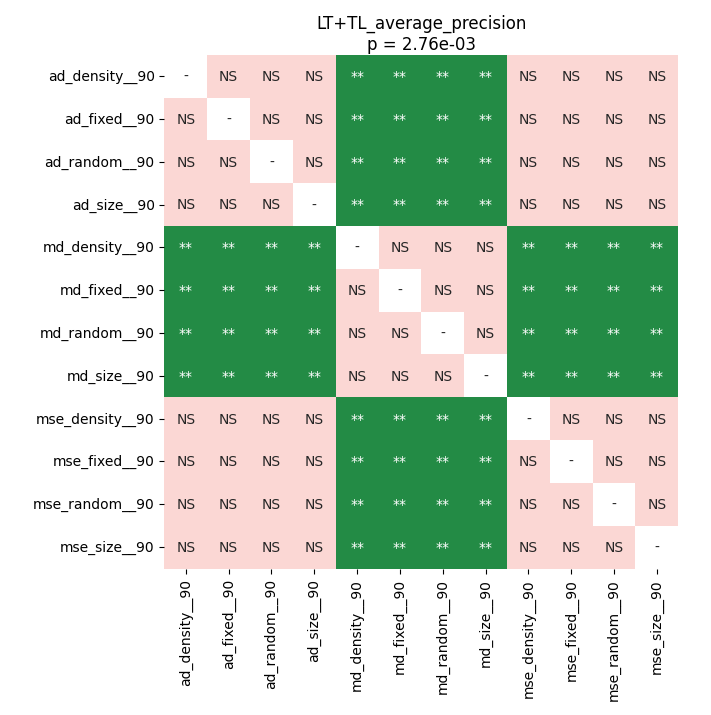 LT+TL_average_precision
p = 2.76e-03
ad_density__90 - NS NS NS ** ** ** ** NS NS NS NS
ad_fixed__90 NS - NS NS ** ** ** ** NS NS NS NS
ad_random__90 NS NS - NS ** ** ** ** NS NS NS NS
ad_size__90 NS NS NS - ** ** ** ** NS NS NS NS
md_density__90 ** ** ** ** - NS NS NS ** ** ** **
md_fixed__90 ** ** ** ** NS - NS NS ** ** ** **
md_random__90 ** ** ** ** NS NS - NS ** ** ** **
md_size__90 ** ** ** ** NS NS NS - ** ** ** **
mse_density__90 NS NS NS NS ** ** ** ** - NS NS NS
mse_fixed__90 NS NS NS NS ** ** ** ** NS - NS NS
mse_random__90 NS NS NS NS ** ** ** ** NS NS - NS
mse_size__90 NS NS NS NS ** ** ** ** NS NS NS -
ad_density__90
ad_fixed__90
ad_random__90
ad_size__90
md_density__90
md_fixed__90
md_random__90
md_size__90
mse_density__90
mse_fixed__90
mse_random__90
mse_size__90